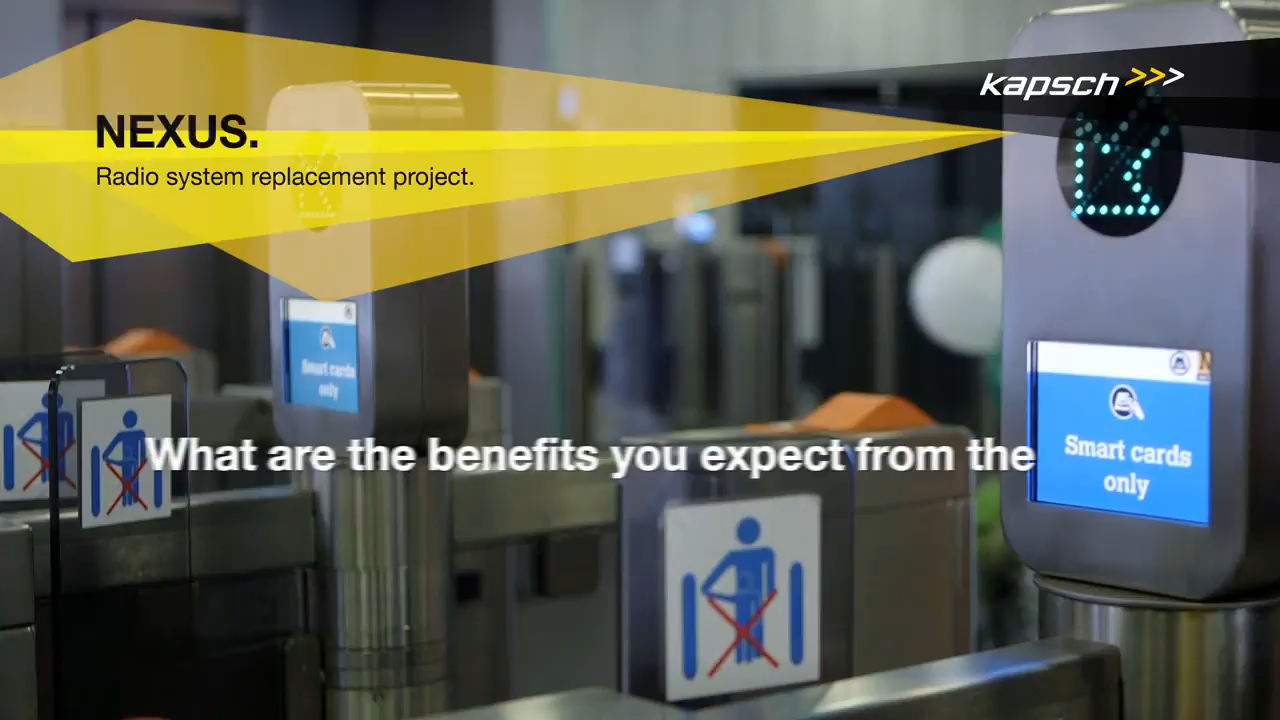 NEXUS.
Radio system replacement project.
kapsch
What are the benefits you expect from the
Smart cards
only
Smart cards
only